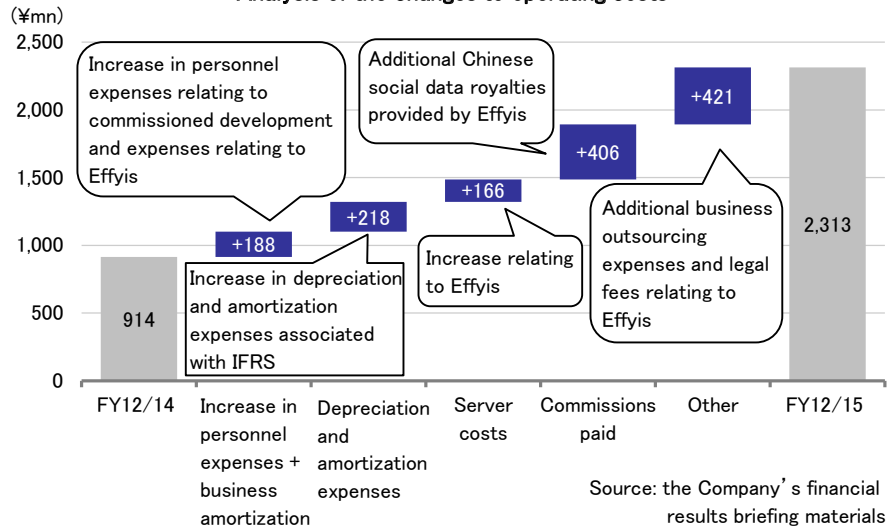 (¥mn)
2,500
2,000
1,500
1,000
500
0
Increase in personnel
expenses relating to
commissioned development
and expenses relating to
Effyis
Additional Chinese
social data royalties
provided by Effyis
+421
+406
+166
+218
+188
914
2,313
Increase in depreciation
and amortization
expenses associated
with IFRS
Increase relating
to Effyis
Additional business
outsourcing
expenses and legal
fees relating to
Effyis
FY12/14
Increase in
personnel
expenses +
business
amortization
Depreciation
and
amortization
expenses
Server
costs
Commissions
paid
Other
FY12/15
Source: the Company's financial
results briefing materials